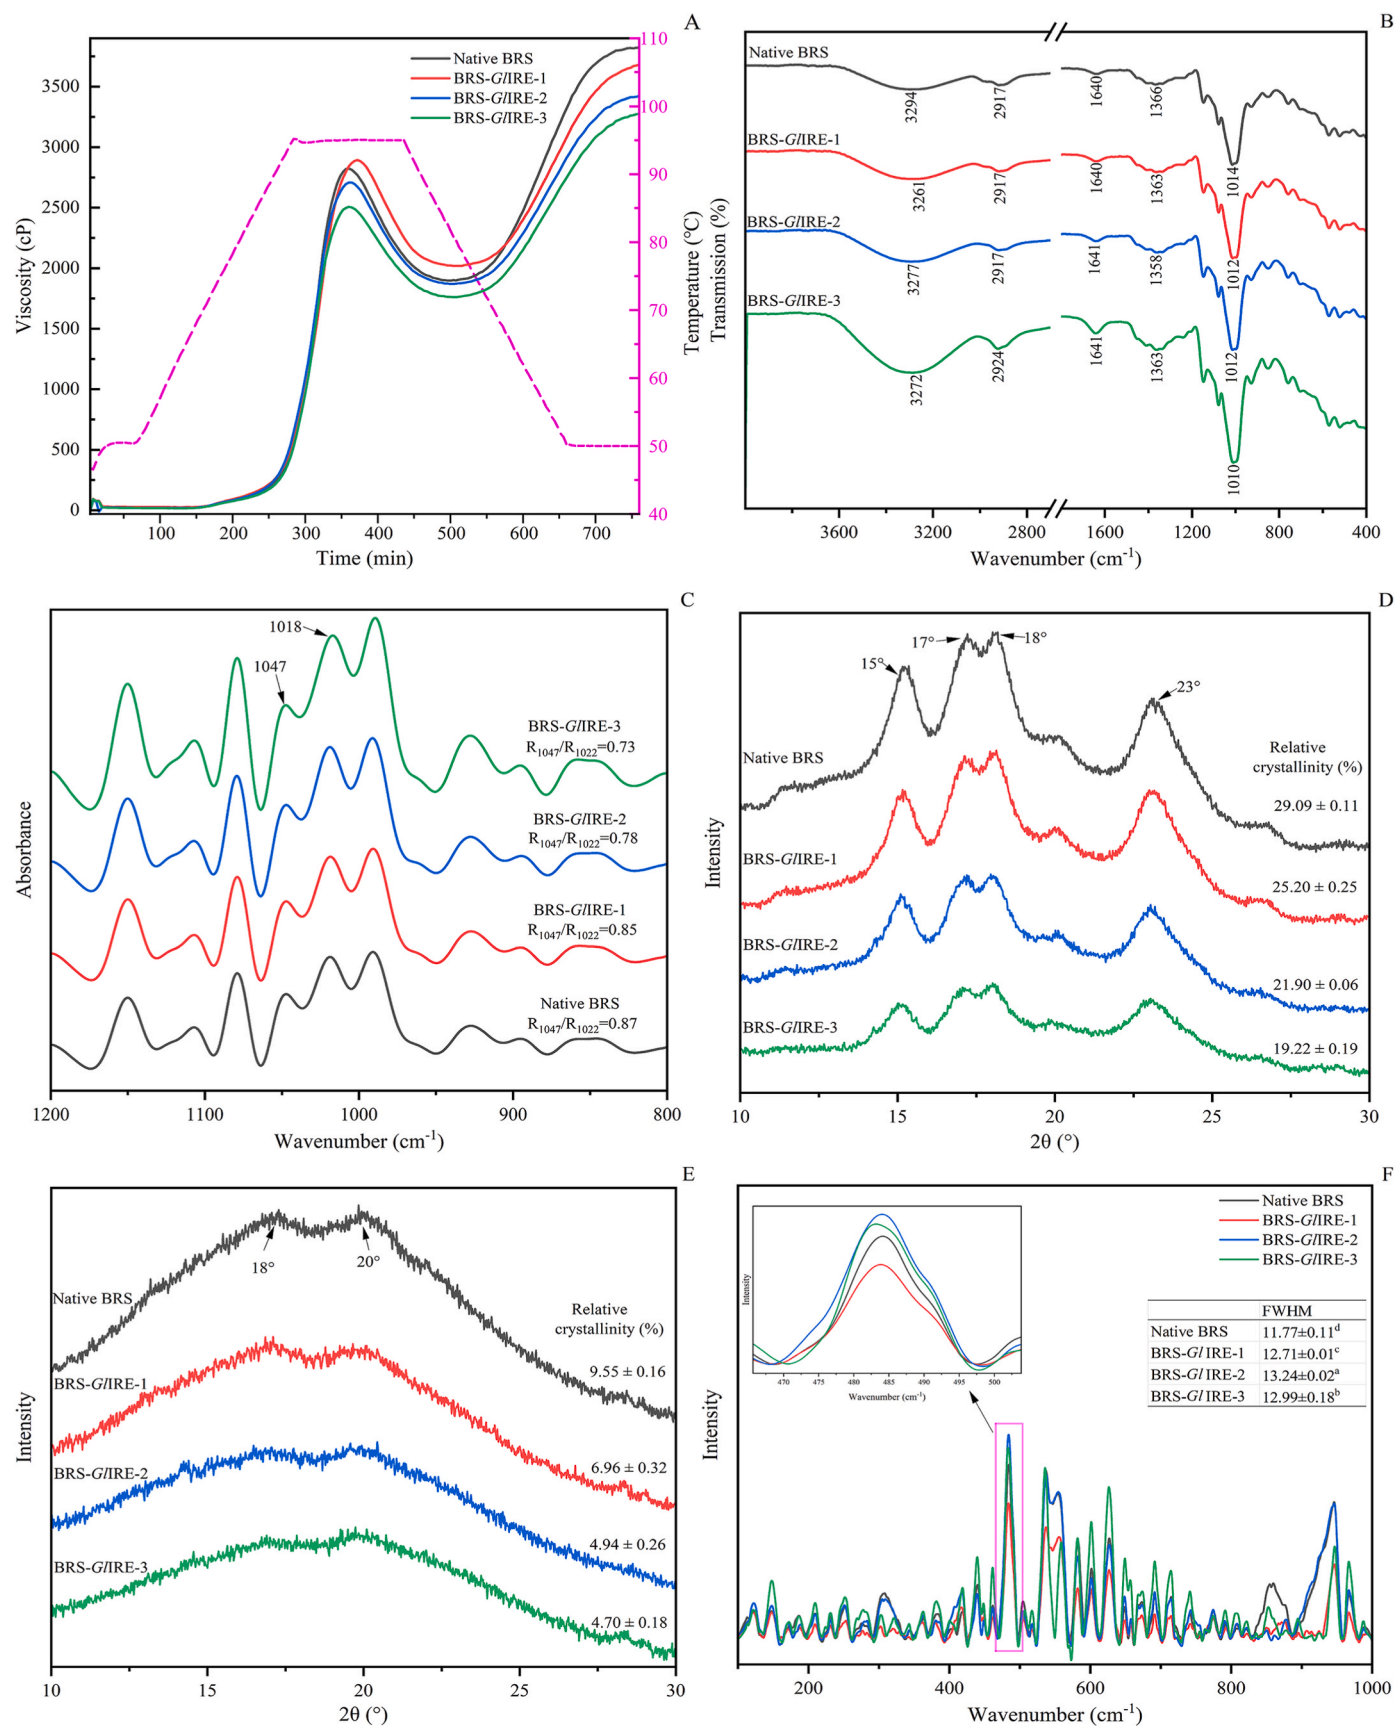 A
Native BRS
BRS-GlIRE-1
BRS-GlIRE-2
BRS-GlIRE-3
3500
3000
2500
2000
1500
1000
500
0
Viscosity (cP)
110
100
90
80
70
60
50
40
Temperature (°C)
100 200 300 400 500 600 700
Time (min)
B
Native BRS
3294 2917 1640 1366 1014
BRS-GlIRE-1
3261 2917 1640 1363 1012
BRS-GlIRE-2
3277 2917 1641 1358 1012
BRS-GlIRE-3
3272 2924 1641 1363 1010
Transmission (%)
3600 3200 2800 1600 1200 800 400
Wavenumber (cm-1)
C
1018
1047
BRS-GlIRE-3
R1047/R1022=0.73
BRS-GlIRE-2
R1047/R1022=0.78
BRS-GlIRE-1
R1047/R1022=0.85
Native BRS
R1047/R1022=0.87
Absorbance
1200 1100 1000 900 800
Wavenumber (cm-1)
D
15° 17° 18° 23°
Native BRS
Relative
crystallinity (%)
29.09 ± 0.11
BRS-GlIRE-1
25.20 ± 0.25
BRS-GlIRE-2
21.90 ± 0.06
BRS-GlIRE-3
19.22 ± 0.19
Intensity
10 15 20 25 30
2θ (°)
E
18° 20°
Native BRS
Relative
crystallinity (%)
9.55 ± 0.16
BRS-GlIRE-1
6.96 ± 0.32
BRS-GlIRE-2
4.94 ± 0.26
BRS-GlIRE-3
4.70 ± 0.18
Intensity
10 15 20 25 30
2θ (°)
F
Native BRS
BRS-GlIRE-1
BRS-GlIRE-2
BRS-GlIRE-3
Intensity
470 475 480 485 490 495 500
Wavenumber (cm-1)
FWHM
Native BRS 11.77±0.11d
BRS-Gl IRE-1 12.71±0.01c
BRS-Gl IRE-2 13.24±0.02a
BRS-Gl IRE-3 12.99±0.18b
Intensity
200 400 600 800 1000
Wavenumber (cm-1)